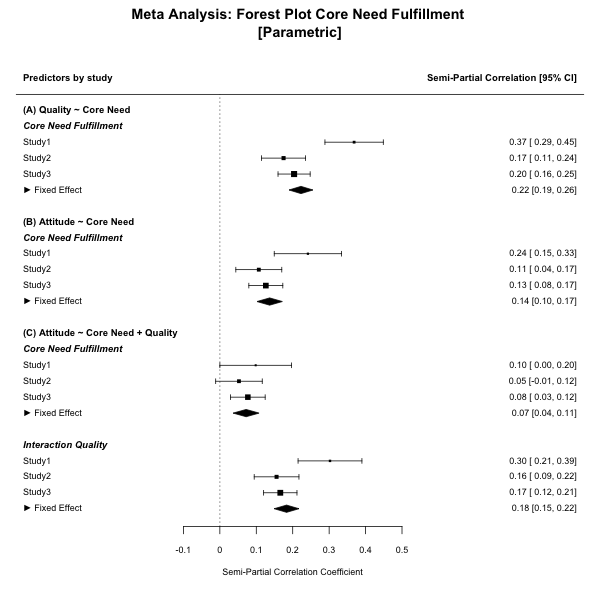 Meta Analysis: Forest Plot Core Need Fulfillment
[Parametric]
Predictors by study Semi-Partial Correlation [95% CI]
(A) Quality ~ Core Need
Core Need Fulfillment
Study1 0.37 [ 0.29, 0.45]
Study2 0.17 [ 0.11, 0.24]
Study3 0.20 [ 0.16, 0.25]
► Fixed Effect 0.22 [0.19, 0.26]
(B) Attitude ~ Core Need
Core Need Fulfillment
Study1 0.24 [ 0.15, 0.33]
Study2 0.11 [ 0.04, 0.17]
Study3 0.13 [ 0.08, 0.17]
► Fixed Effect 0.14 [0.10, 0.17]
(C) Attitude ~ Core Need + Quality
Core Need Fulfillment
Study1 0.10 [ 0.00, 0.20]
Study2 0.05 [-0.01, 0.12]
Study3 0.08 [ 0.03, 0.12]
► Fixed Effect 0.07 [0.04, 0.11]
Interaction Quality
Study1 0.30 [ 0.21, 0.39]
Study2 0.16 [ 0.09, 0.22]
Study3 0.17 [ 0.12, 0.21]
► Fixed Effect 0.18 [0.15, 0.22]
-0.1 0 0.1 0.2 0.3 0.4 0.5
Semi-Partial Correlation Coefficient